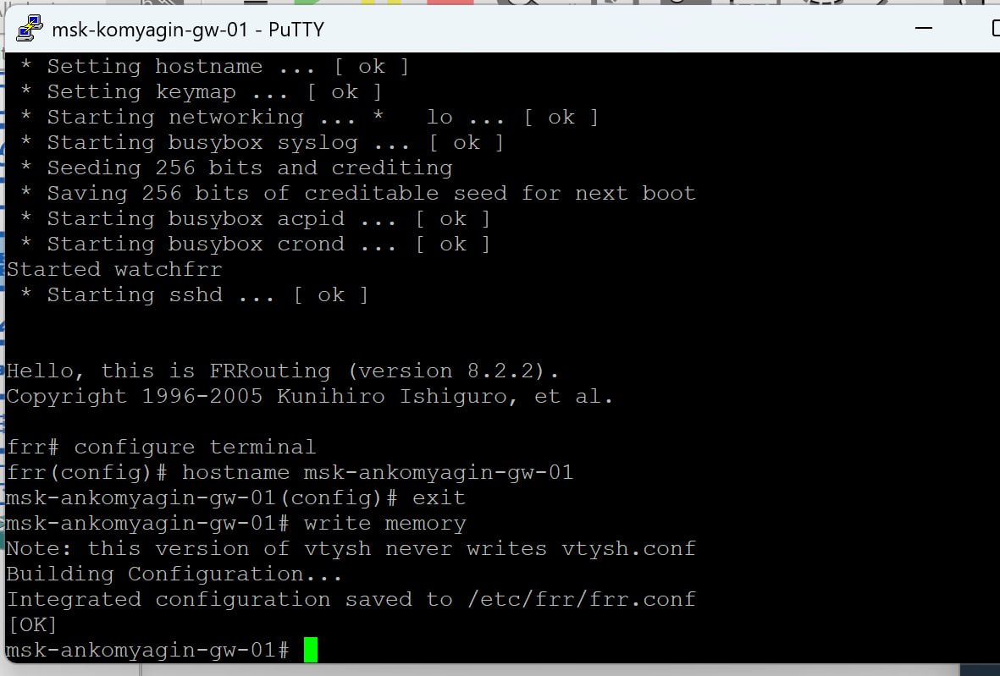 msk-komyagin-gw-01 - PuTTY
* Setting hostname ... [ ok ]
* Setting keymap ... [ ok ]
* Starting networking ... *   lo ... [ ok ]
* Starting busybox syslog ... [ ok ]
* Seeding 256 bits and crediting
* Saving 256 bits of creditable seed for next boot
* Starting busybox acpid ... [ ok ]
* Starting busybox crond ... [ ok ]
Started watchfrr
* Starting sshd ... [ ok ]
Hello, this is FRRouting (version 8.2.2).
Copyright 1996-2005 Kunihiro Ishiguro, et al.
frr# configure terminal
frr(config)# hostname msk-ankomyagin-gw-01
msk-ankomyagin-gw-01(config)# exit
msk-ankomyagin-gw-01# write memory
Note: this version of vtysh never writes vtysh.conf
Building Configuration...
Integrated configuration saved to /etc/frr/frr.conf
[OK]
msk-ankomyagin-gw-01#